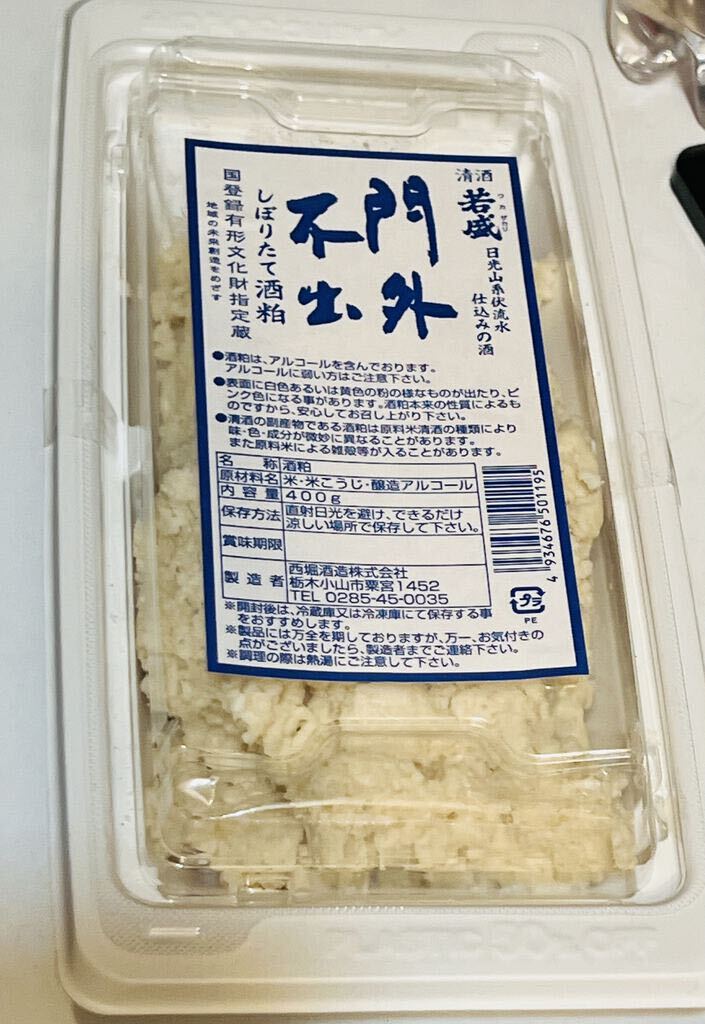 清酒
若盛
ワカザカリ
日光山系伏流水
仕込みの酒
門外
不出
しぼりたて酒粕
国登録有形文化財指定蔵
地域の未来創造をめざす
●酒粕は、アルコールを含んでおります。
アルコールに弱い方はご注意下さい。
●表面に白色あるいは黄色の粉の様なものが出たり、ピ
ンク色になる事があります。酒粕本来の性質によるも
のですから、安心してお召し上がり下さい。
●清酒の副産物である酒粕は原料米清酒の種類により
味・色・成分が微妙に異なることがあります。
また原料米による雑殻等が入ることがあります。
名称 酒粕
原材料名 米・米こうじ・醸造アルコール
内容量 400g
保存方法 直射日光を避け、できるだけ
涼しい場所で保存して下さい。
賞味期限
製造者 西堀酒造株式会社
栃木小山市粟宮1452
TEL 0285-45-0035
※開封後は、冷蔵庫又は冷凍庫にて保存する事
をおすすめします。
※製品には万全を期しておりますが、万一、お気付きの
点がございましたら、製造者までご連絡下さい。
※調理の際は熱湯にご注意して下さい。
4 934676 501195
プラ
PE